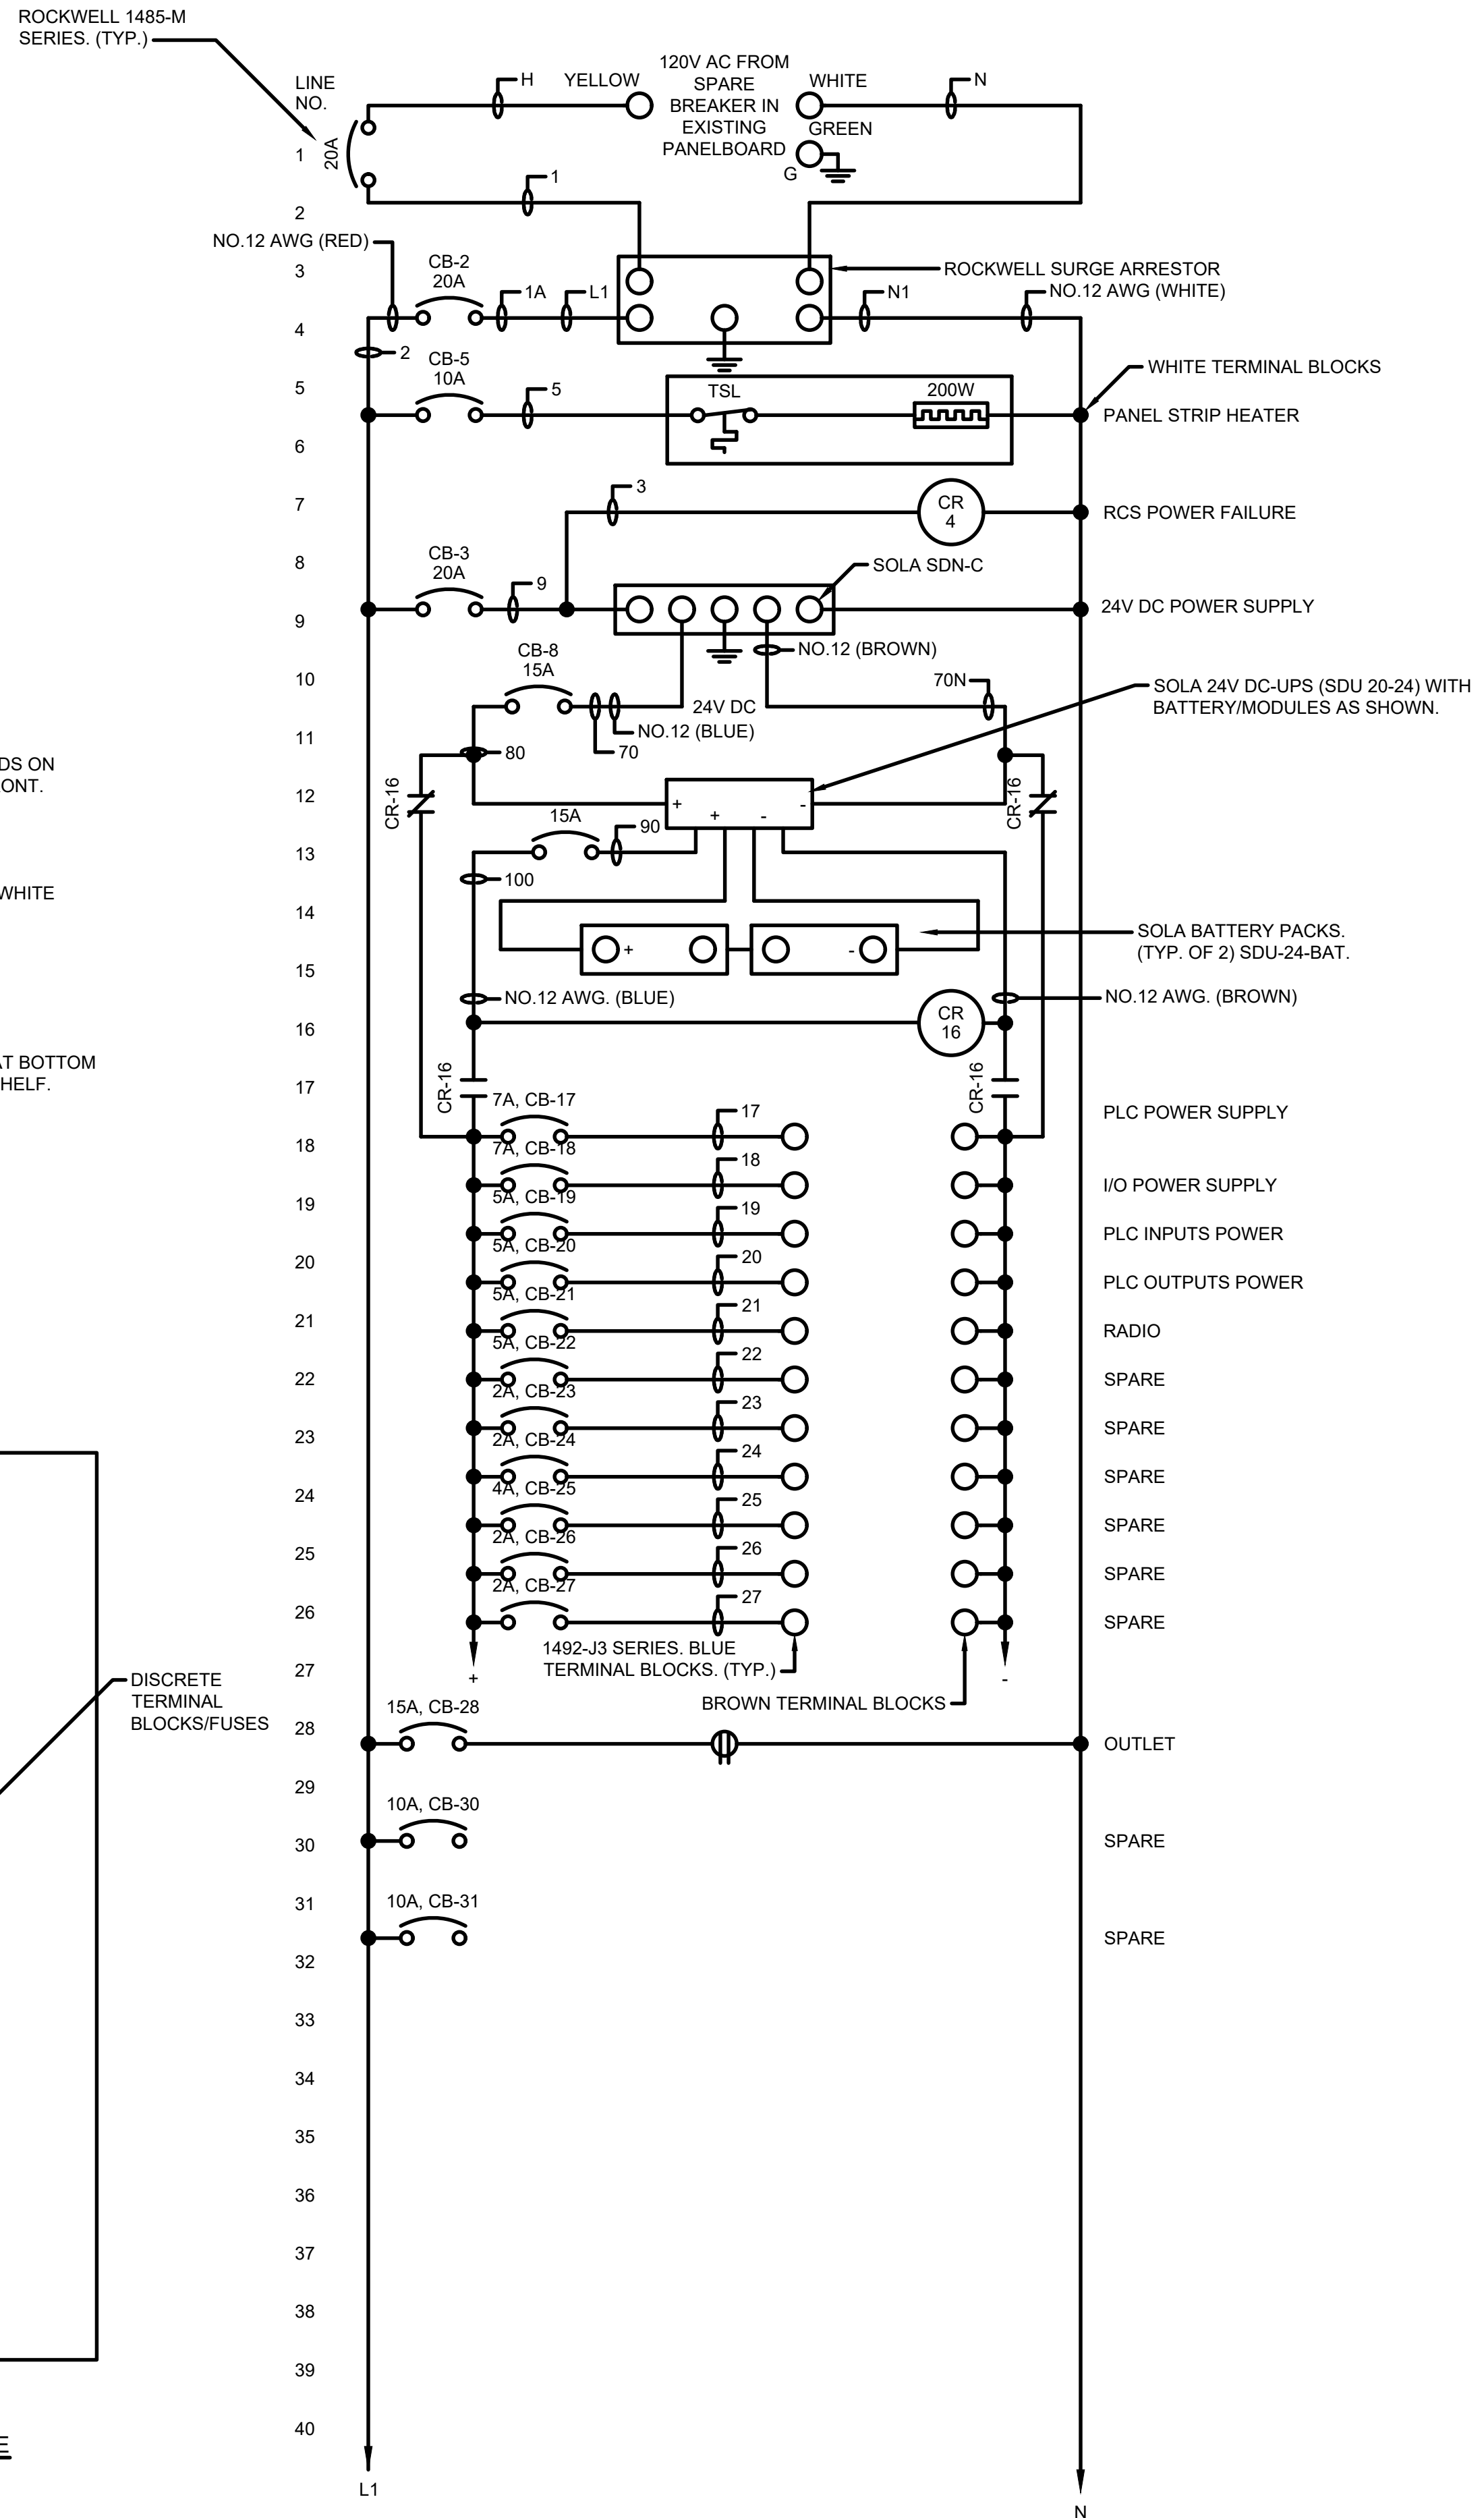 ROCKWELL 1485-M
SERIES. (TYP.)
LINE
NO.
H
YELLOW
120V AC FROM
SPARE
BREAKER IN
EXISTING
PANELBOARD
WHITE
N
GREEN
G
1
20A
1
2
NO.12 AWG (RED)
3
CB-2
20A
1A
L1
ROCKWELL SURGE ARRESTOR
N1
NO.12 AWG (WHITE)
4
2
CB-5
10A
5
5
TSL
200W
WHITE TERMINAL BLOCKS
PANEL STRIP HEATER
6
3
7
CR
4
RCS POWER FAILURE
8
CB-3
20A
9
SOLA SDN-C
24V DC POWER SUPPLY
9
NO.12 (BROWN)
CB-8
15A
10
70N
SOLA 24V DC-UPS (SDU 20-24) WITH
BATTERY/MODULES AS SHOWN.
24V DC
NO.12 (BLUE)
11
80
70
DS ON
ONT.
12
CR-16
+
-
CR-16
+
-
15A
90
13
100
WHITE
14
SOLA BATTERY PACKS.
(TYP. OF 2) SDU-24-BAT.
+
-
15
NO.12 AWG. (BLUE)
NO.12 AWG. (BROWN)
16
CR
16
AT BOTTOM
HELF.
17
CR-16
CR-16
7A, CB-17
17
PLC POWER SUPPLY
18
7A, CB-18
18
I/O POWER SUPPLY
19
5A, CB-19
19
PLC INPUTS POWER
20
5A, CB-20
20
PLC OUTPUTS POWER
21
5A, CB-21
21
RADIO
22
5A, CB-22
22
SPARE
23
2A, CB-23
23
SPARE
2A, CB-24
24
SPARE
24
4A, CB-25
25
SPARE
25
2A, CB-26
26
SPARE
26
2A, CB-27
27
SPARE
27
1492-J3 SERIES. BLUE
TERMINAL BLOCKS. (TYP.)
+
-
BROWN TERMINAL BLOCKS
DISCRETE
TERMINAL
BLOCKS/FUSES
28
15A, CB-28
OUTLET
29
10A, CB-30
30
SPARE
31
10A, CB-31
SPARE
32
33
34
35
36
37
38
39
40
E
L1
N